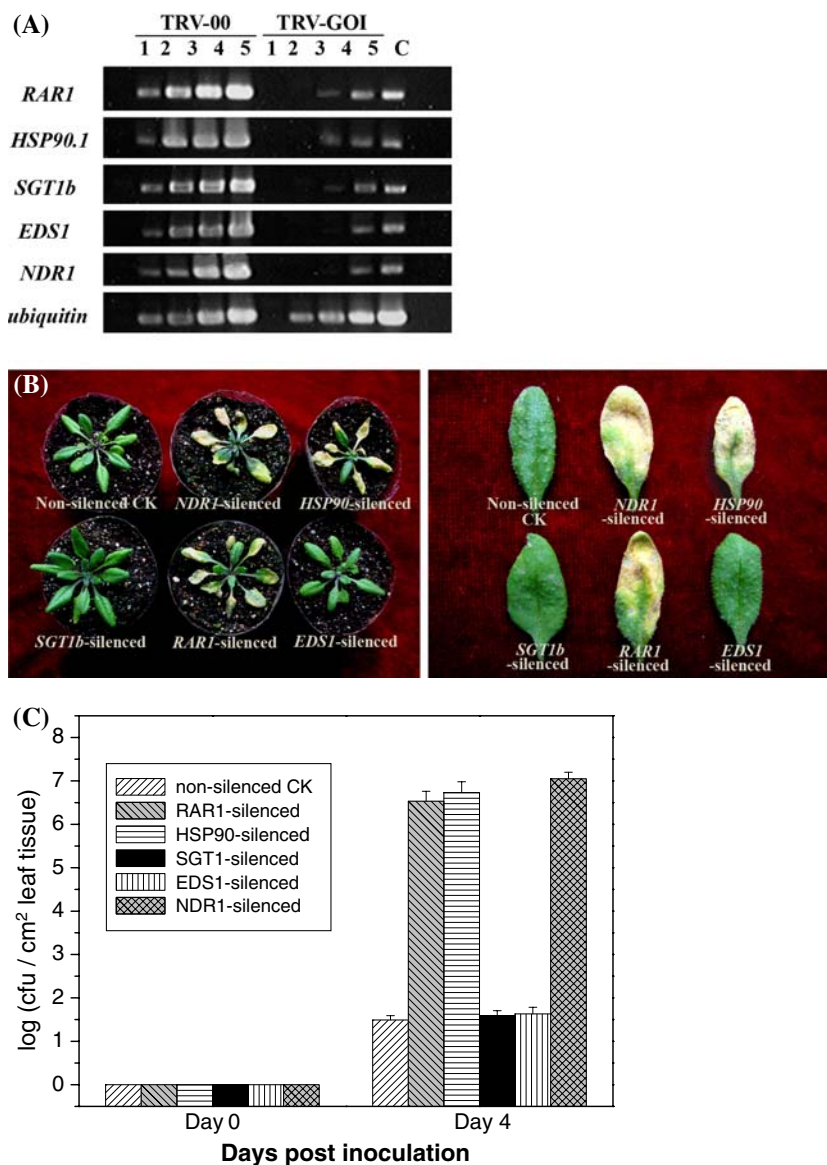 (A)
TRV-00 TRV-GOI
1 2 3 4 5 1 2 3 4 5 C
RAR1
HSP90.1
SGT1b
EDS1
NDR1
ubiquitin
(B)
Non-silenced CK NDR1-silenced HSP90-silenced
SGT1b-silenced RAR1-silenced EDS1-silenced
Non-silenced CK
NDR1 -silenced
HSP90 -silenced
SGT1b -silenced
RAR1 -silenced
EDS1 -silenced
(C)
log (cfu / cm² leaf tissue)
8
7
6
5
4
3
2
1
0
non-silenced CK
RAR1-silenced
HSP90-silenced
SGT1-silenced
EDS1-silenced
NDR1-silenced
Day 0 Day 4
Days post inoculation